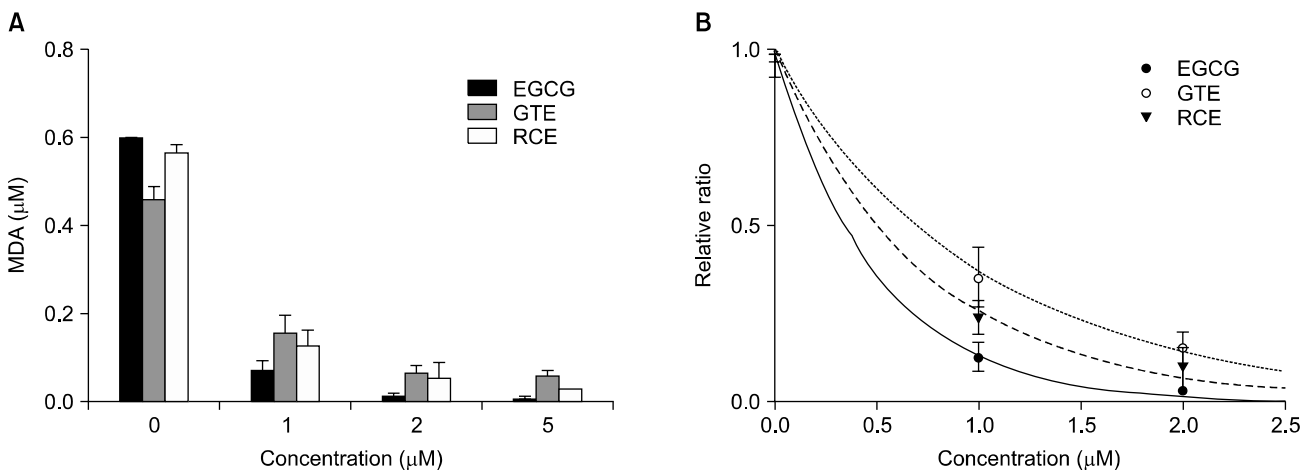 A
MDA (μM)
0.8
0.6
0.4
0.2
0.0
EGCG
GTE
RCE
0 1 2 5
Concentration (μM)
B
Relative ratio
1.0
0.5
0.0
EGCG
GTE
RCE
0.0 0.5 1.0 1.5 2.0 2.5
Concentration (μM)